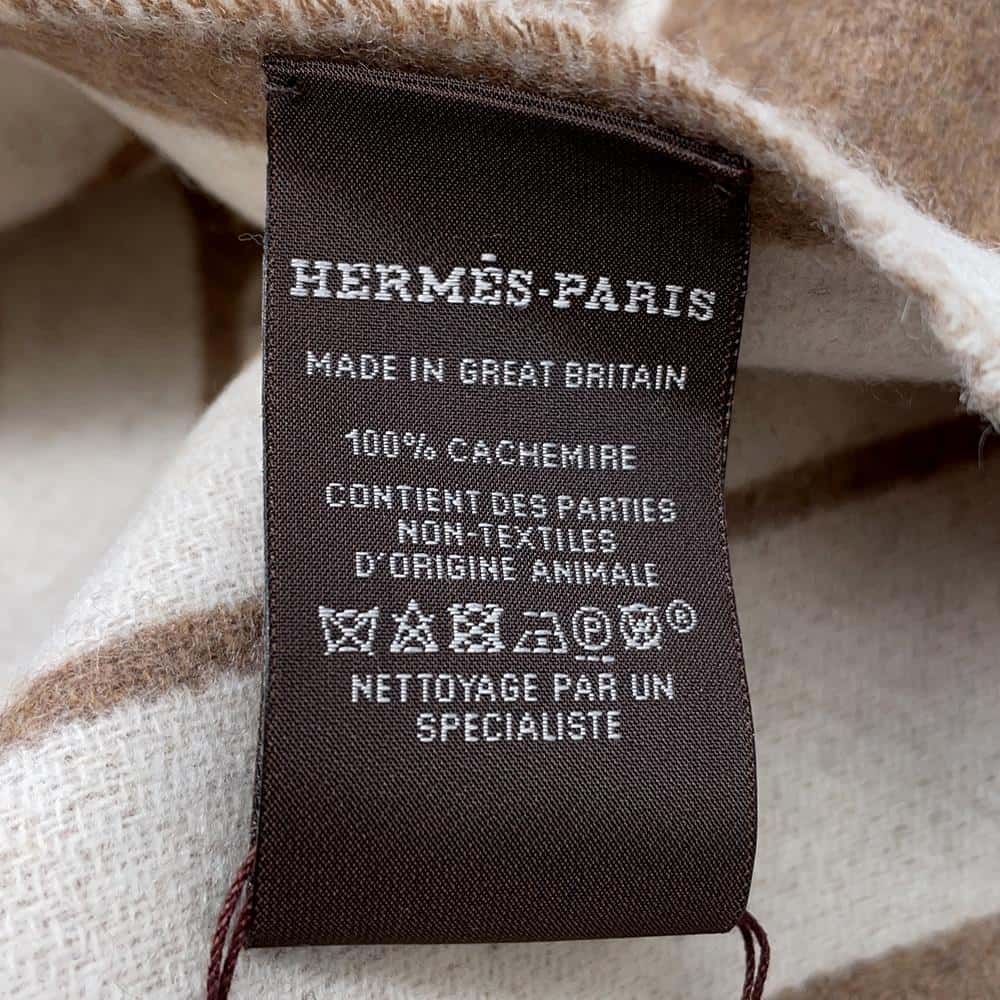 HERMÈS-PARIS
MADE IN GREAT BRITAIN
100% CACHEMIRE
CONTIENT DES PARTIES
NON-TEXTILES
D'ORIGINE ANIMALE
P W ®
NETTOYAGE PAR UN
SPECIALISTE